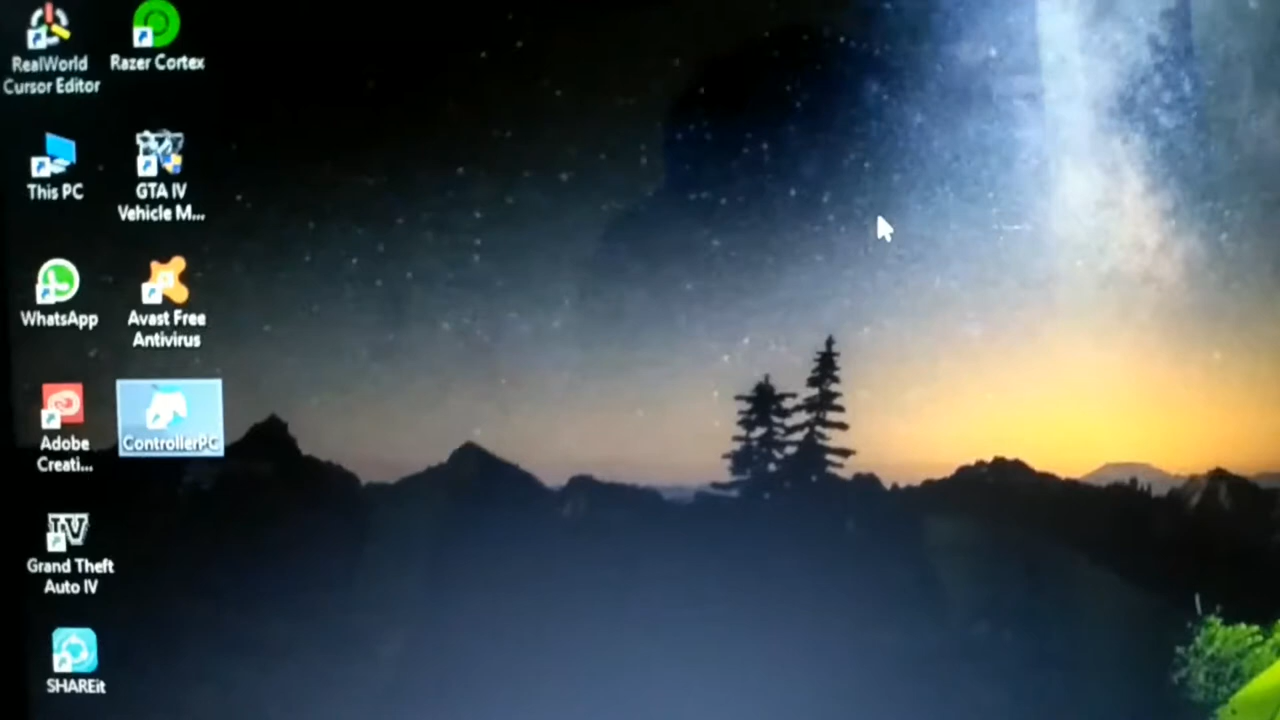 RealWorld
Cursor Editor
Razer Cortex
This PC
GTA IV
Vehicle M...
WhatsApp
Avast Free
Antivirus
Adobe
Creati...
ControllerPC
Grand Theft
Auto IV
IV
SHAREit